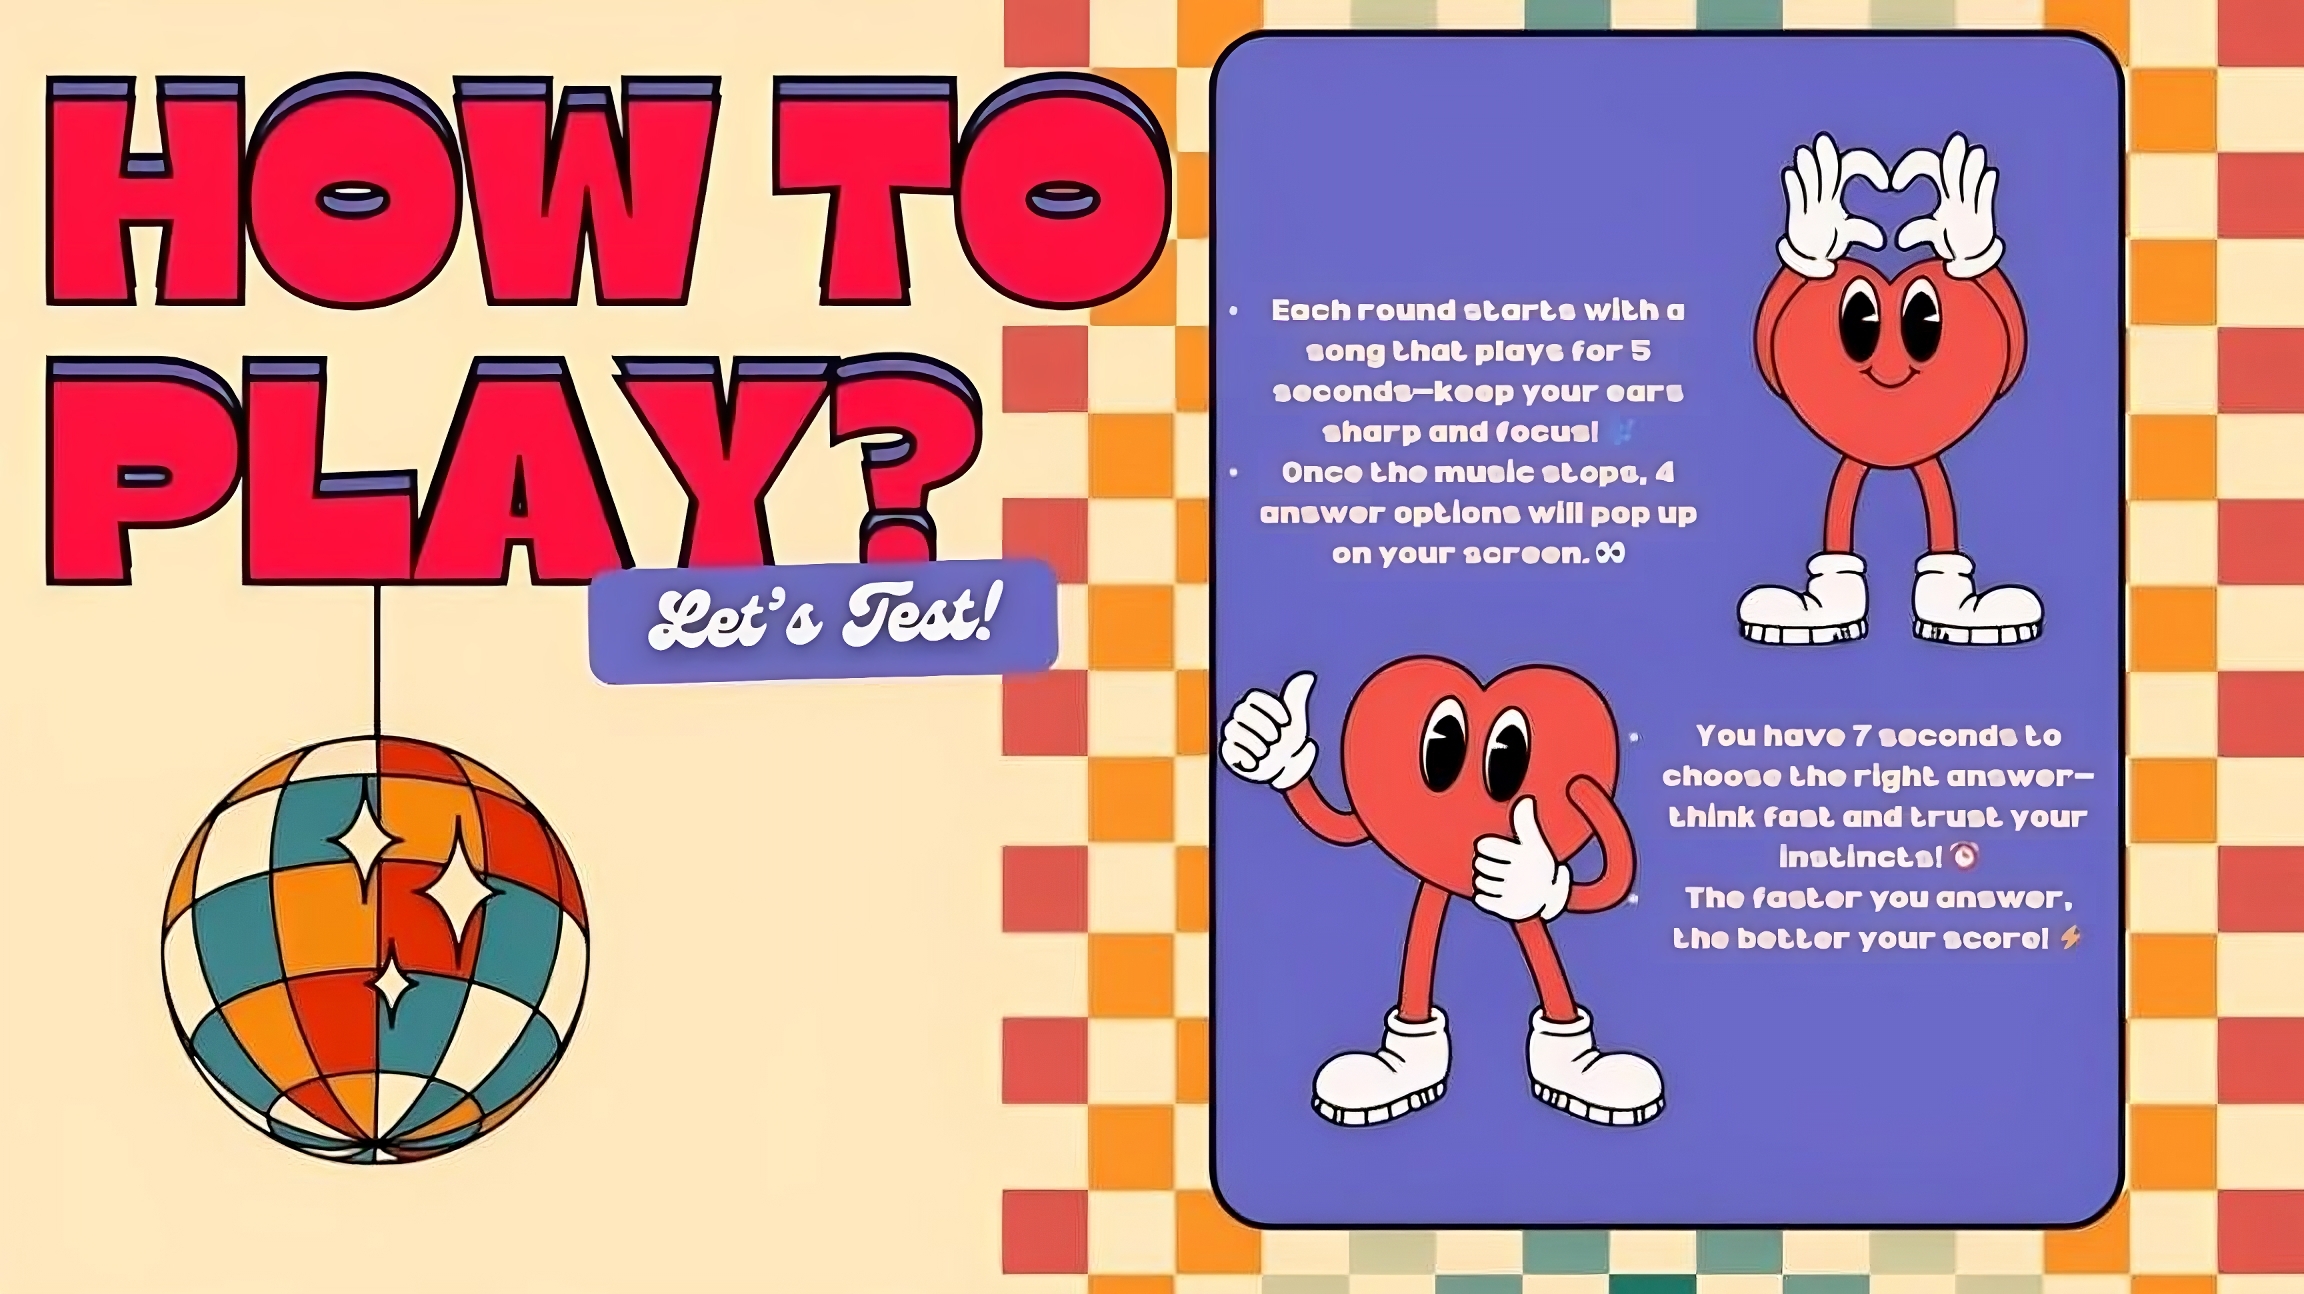 HOW TO
PLAY?
Let's Test!
• Each round starts with a
song that plays for 5
seconds—keep your ears
sharp and focus!
• Once the music stops, 4
answer options will pop up
on your screen.
• You have 7 seconds to
choose the right answer—
think fast and trust your
instincts! ⏰
• The faster you answer,
the better your score! ⚡